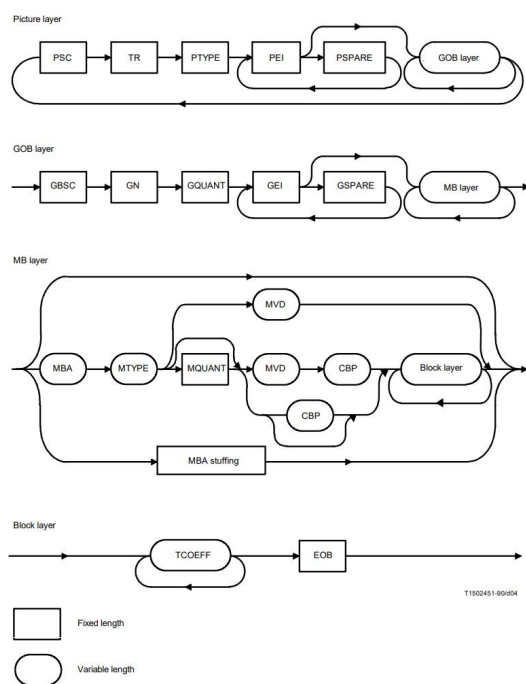 Picture layer
PSC TR PTYPE PEI PSPARE GOB layer
GOB layer
GBSC GN GQUANT GEI GSPARE MB layer
MB layer
MVD
MBA MTYPE MQUANT MVD CBP Block layer
CBP
MBA stuffing
Block layer
TCOEFF EOB
T1502451-90/d04
Fixed length
Variable length